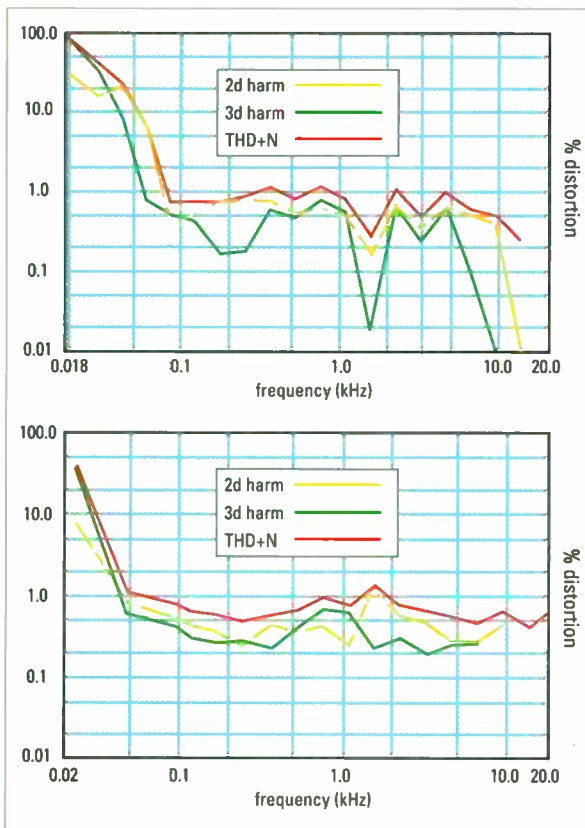 100.0
10.0
1.0
0.1
0.01
2d harm
3d harm
THD+N
% distortion
0.018 0.1 1.0 10.0 20.0
frequency (kHz)
100.0
10.0
1.0
0.1
0.01
2d harm
3d harm
THD+N
% distortion
0.02 0.1 1.0 10.0 20.0
frequency (kHz)